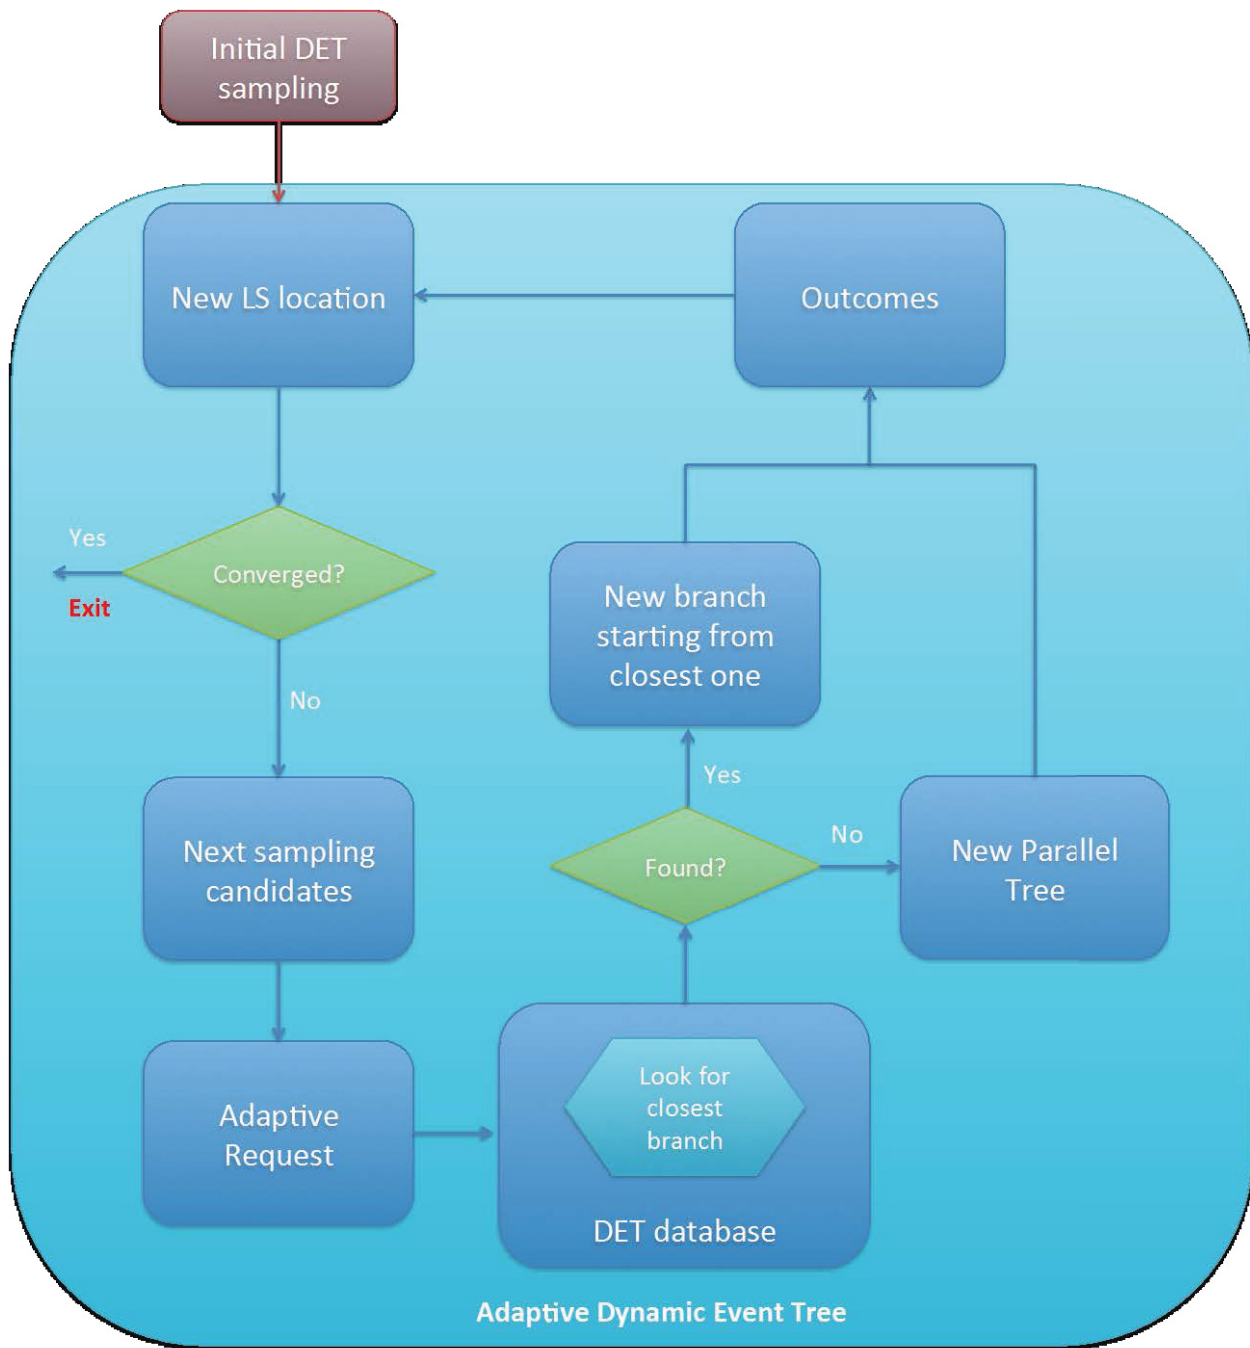 Initial DET
sampling
New LS location
Outcomes
Yes
Converged?
Exit
No
New branch
starting from
closest one
Yes
Next sampling
candidates
Found?
No
New Parallel
Tree
Adaptive
Request
Look for
closest
branch
DET database
Adaptive Dynamic Event Tree